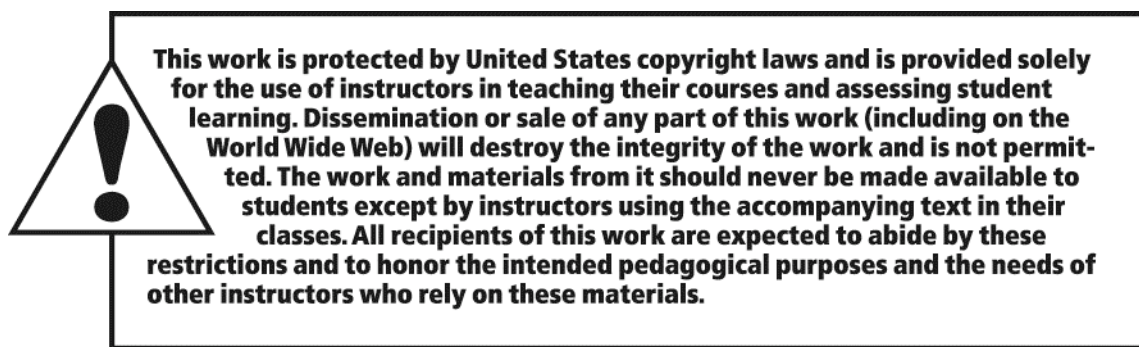 This work is protected by United States copyright laws and is provided solely
for the use of instructors in teaching their courses and assessing student
learning. Dissemination or sale of any part of this work (including on the
World Wide Web) will destroy the integrity of the work and is not permit-
ted. The work and materials from it should never be made available to
students except by instructors using the accompanying text in their
classes. All recipients of this work are expected to abide by these
restrictions and to honor the intended pedagogical purposes and the needs of
other instructors who rely on these materials.